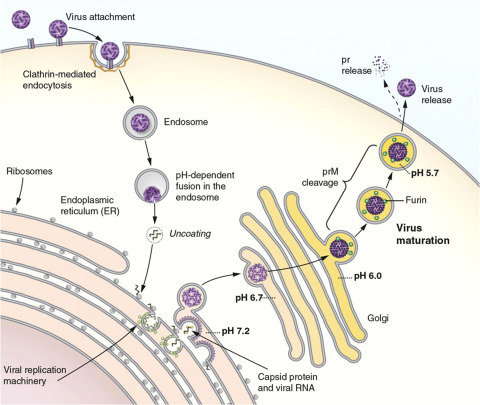 Virus attachment
Clathrin-mediated
endocytosis
pr
release
Virus
release
Endosome
pH 5.7
prM
cleavage
Ribosomes
pH-dependent
fusion in the
endosome
Furin
Endoplasmic
reticulum (ER)
Uncoating
Virus
maturation
pH 6.0
pH 6.7
Golgi
pH 7.2
Viral replication
machinery
Capsid protein
and viral RNA